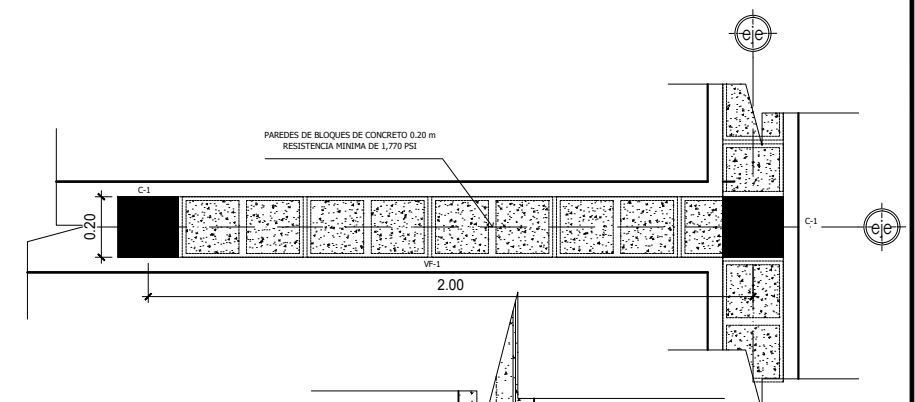 eje
PAREDES DE BLOQUES DE CONCRETO 0.20 m
RESISTENCIA MINIMA DE 1,770 PSI
C-1
0.20
C-1
eje
VF-1
2.00